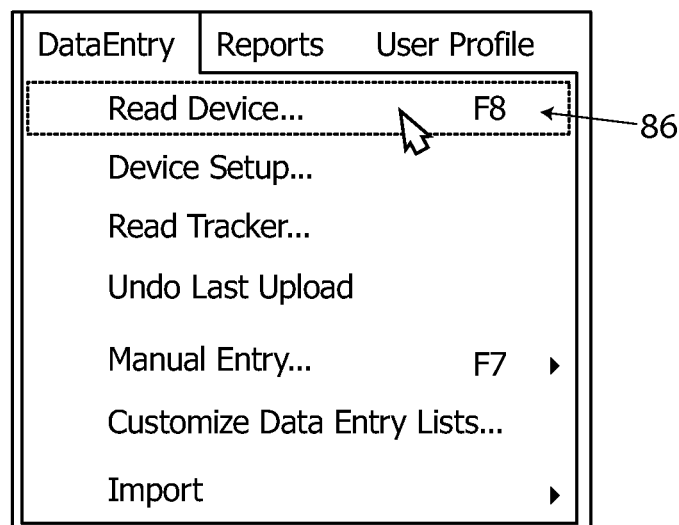 DataEntry Reports User Profile
Read Device... F8
86
Device Setup...
Read Tracker...
Undo Last Upload
Manual Entry... F7
Customize Data Entry Lists...
Import